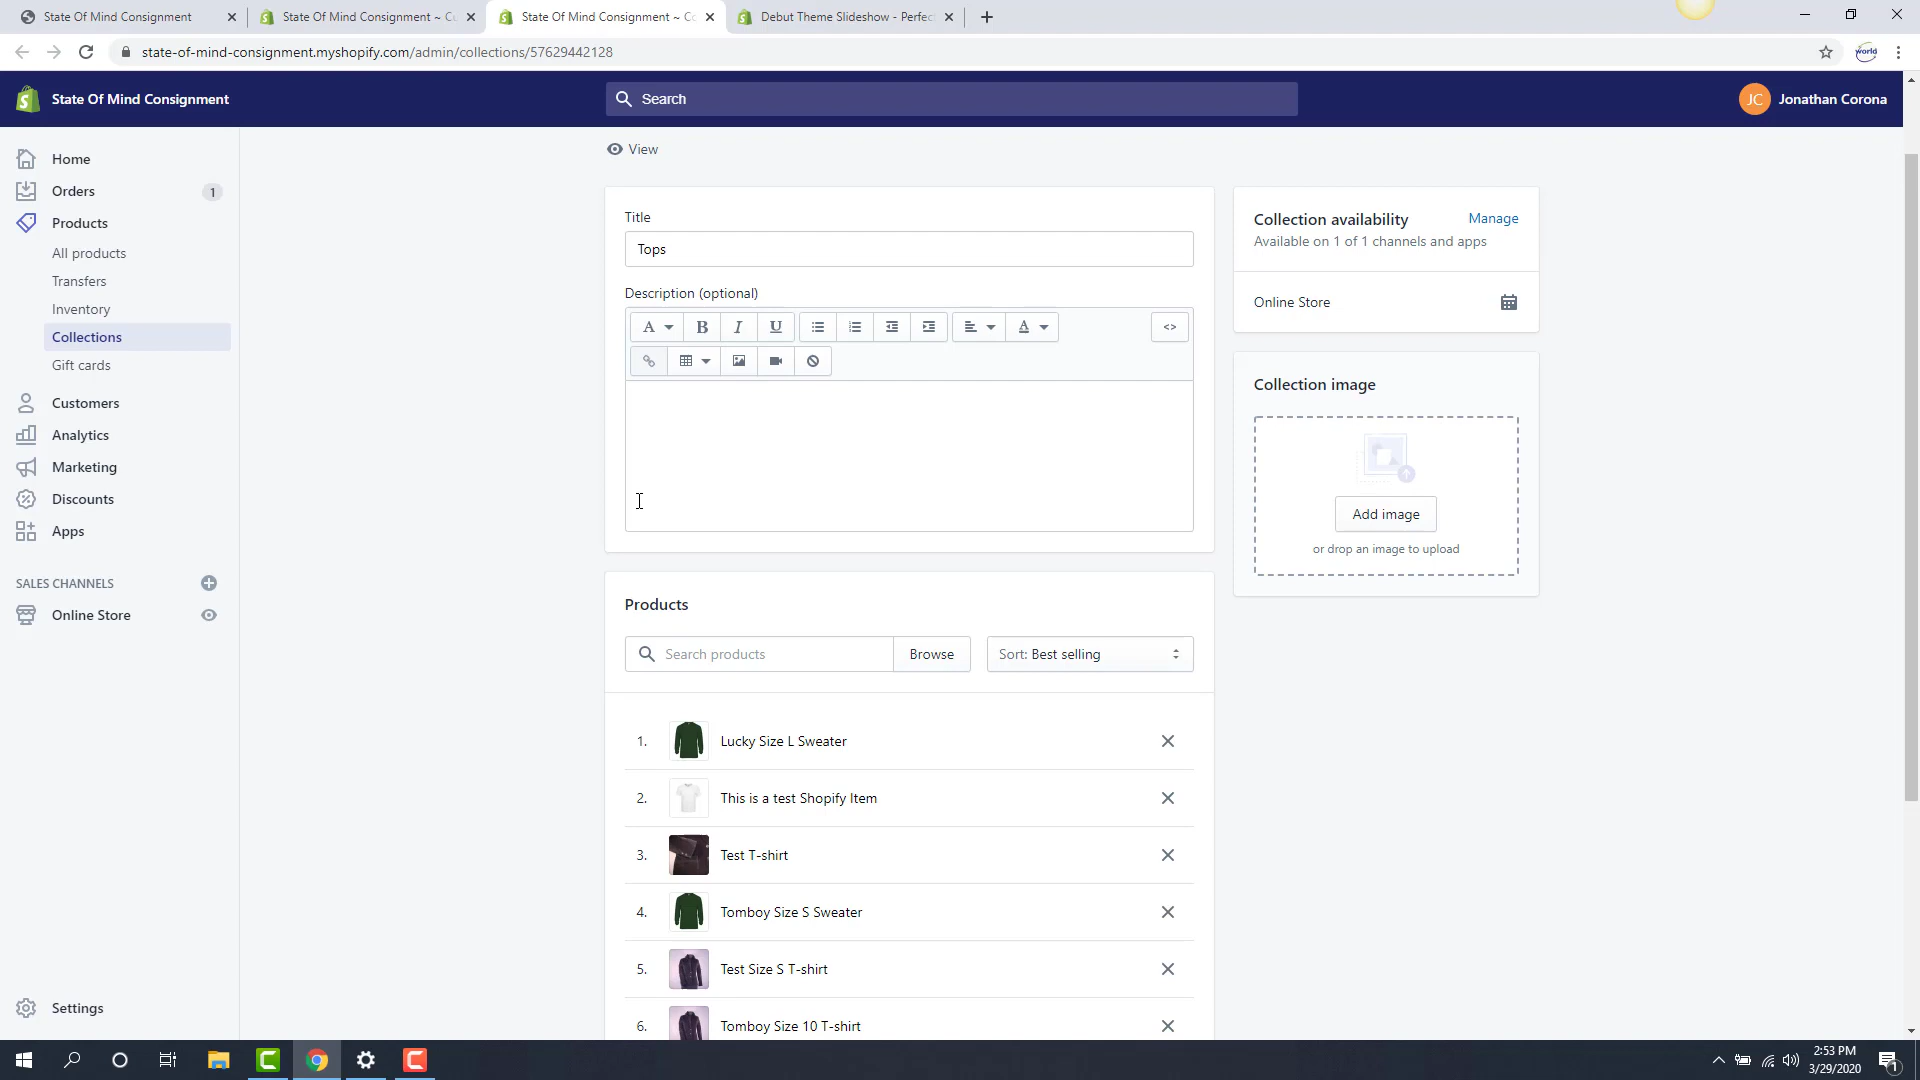 State Of Mind Consignment
State Of Mind Consignment ~ Cu
State Of Mind Consignment ~ Co
Debut Theme Slideshow - Perfec
state-of-mind-consignment.myshopify.com/admin/collections/57629442128
world
State Of Mind Consignment
Search
JC
Jonathan Corona
Home
Orders
1
Products
All products
Transfers
Inventory
Collections
Gift cards
Customers
Analytics
Marketing
Discounts
Apps
SALES CHANNELS
Online Store
Settings
View
Title
Tops
Description (optional)
A
B
I
U
A
<>
Products
Search products
Browse
Sort: Best selling
1. Lucky Size L Sweater
2. This is a test Shopify Item
3. Test T-shirt
4. Tomboy Size S Sweater
5. Test Size S T-shirt
6. Tomboy Size 10 T-shirt
Collection availability
Manage
Available on 1 of 1 channels and apps
Online Store
Collection image
Add image
or drop an image to upload
2:53 PM
3/29/2020
1